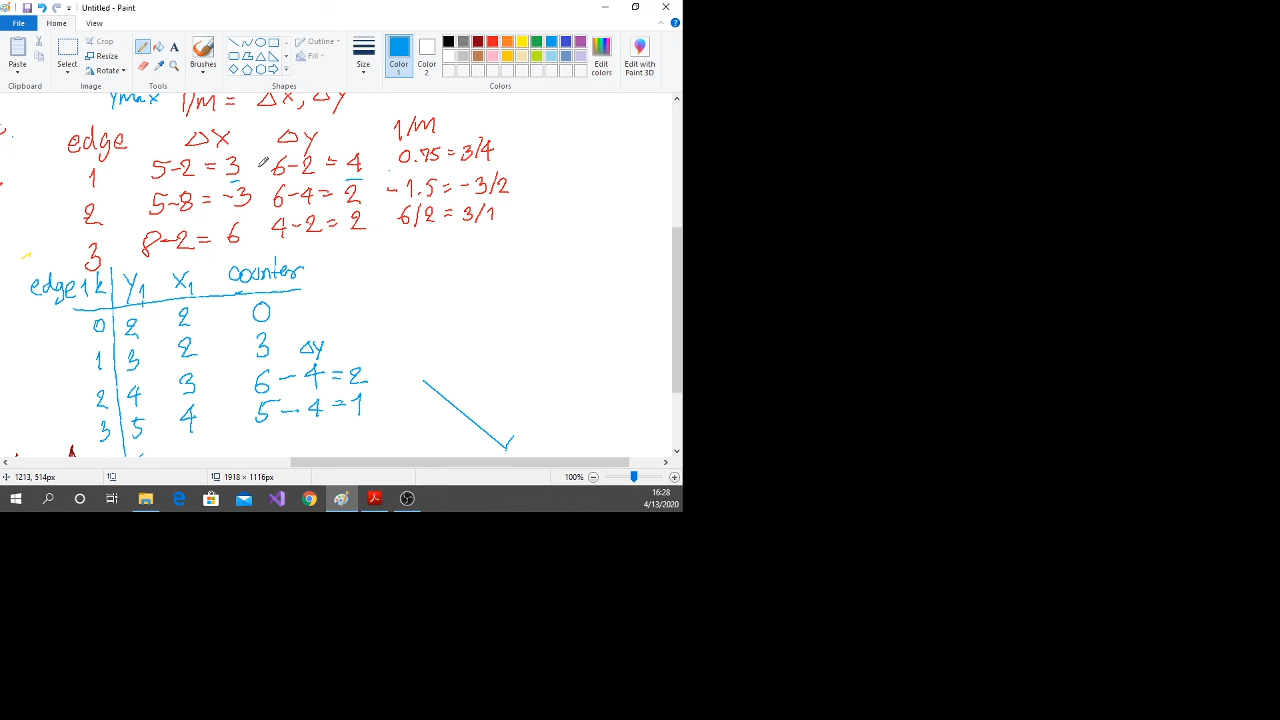 Untitled - Paint
File Home View
Paste
Clipboard
Select
Crop
Resize
Rotate
Image
A
Tools
Brushes
Outline
Fill
Shapes
Size
Color 1
Color 2
Edit colors
Colors
Edit with Paint 3D
Ymax 1/m = ΔX, ΔY
edge ΔX ΔY 1/m
1 5-2 = 3 6-2 = 4 0.75 = 3/4
2 5-8 = -3 6-4 = 2 -1.5 = -3/2
3 8-2 = 6 4-2 = 2 6/2 = 3/1
edge 1 k Y1 X1 counter
0 2 2 0
1 3 2 3 ΔY
2 4 3 6 - 4 = 2
3 5 4 5 - 4 = 1
1213, 514px
1918 × 1116px
100%
16:28
4/13/2020